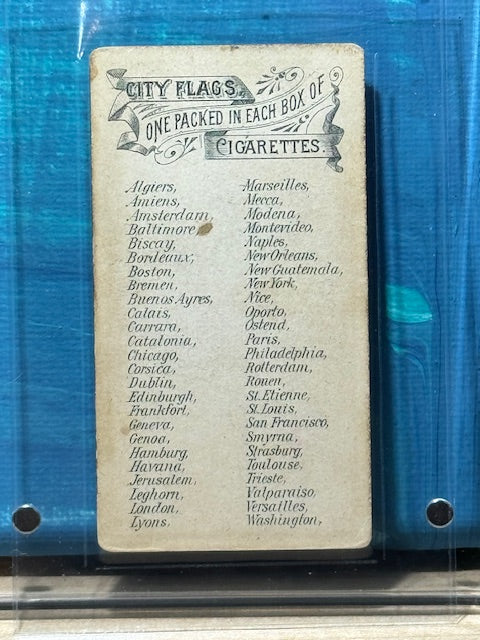 CITY FLAGS.
ONE PACKED IN EACH BOX OF
CIGARETTES.
Algiers,
Amiens,
Amsterdam,
Baltimore,
Biscay,
Bordeaux,
Boston,
Bremen,
Buenos Ayres,
Calais,
Carrara,
Catalonia,
Chicago,
Corsica,
Dublin,
Edinburgh,
Frankfort,
Geneva,
Genoa,
Hamburg,
Havana,
Jerusalem,
Leghorn,
London,
Lyons,
Marseilles,
Mecca,
Modena,
Montevideo,
Naples,
New Orleans,
New Guatemala,
New York,
Nice,
Oporto,
Ostend,
Paris,
Philadelphia,
Rotterdam,
Rouen,
St. Etienne,
St. Louis,
San Francisco,
Smyrna,
Strasburg,
Toulouse,
Trieste,
Valparaiso,
Versailles,
Washington,